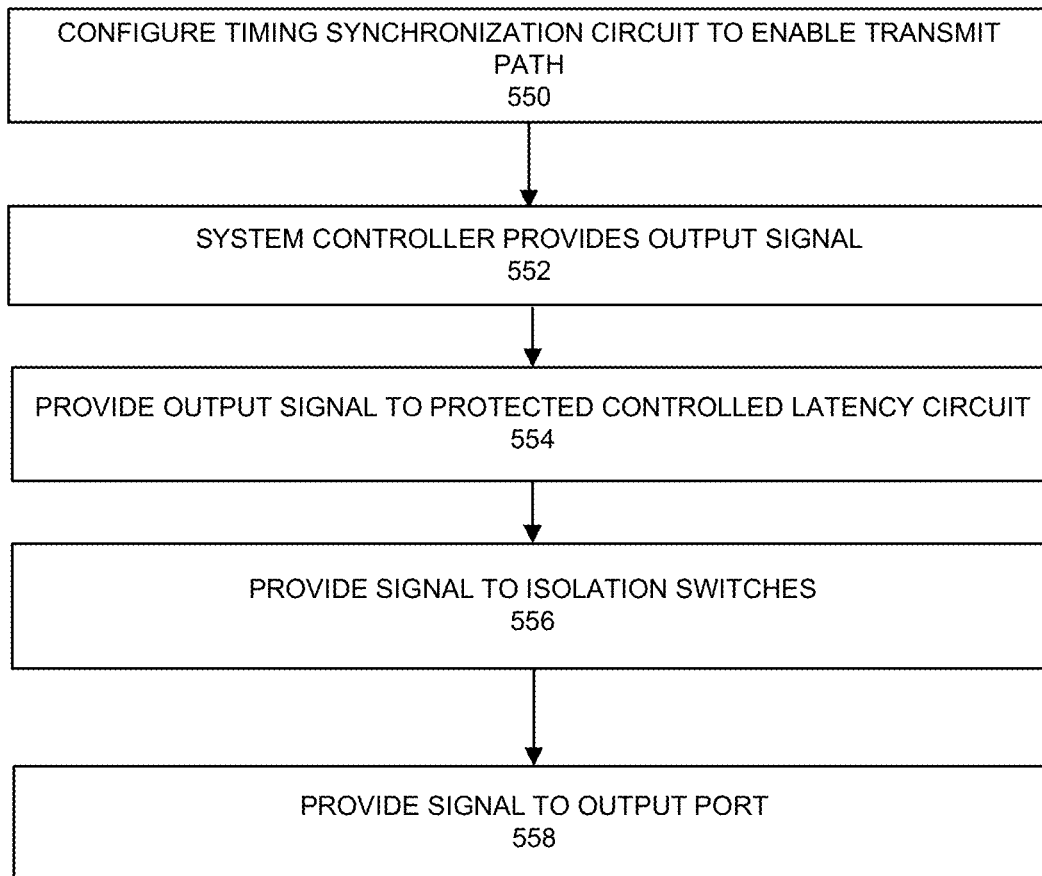 CONFIGURE TIMING SYNCHRONIZATION CIRCUIT TO ENABLE TRANSMIT
PATH
550
SYSTEM CONTROLLER PROVIDES OUTPUT SIGNAL
552
PROVIDE OUTPUT SIGNAL TO PROTECTED CONTROLLED LATENCY CIRCUIT
554
PROVIDE SIGNAL TO ISOLATION SWITCHES
556
PROVIDE SIGNAL TO OUTPUT PORT
558